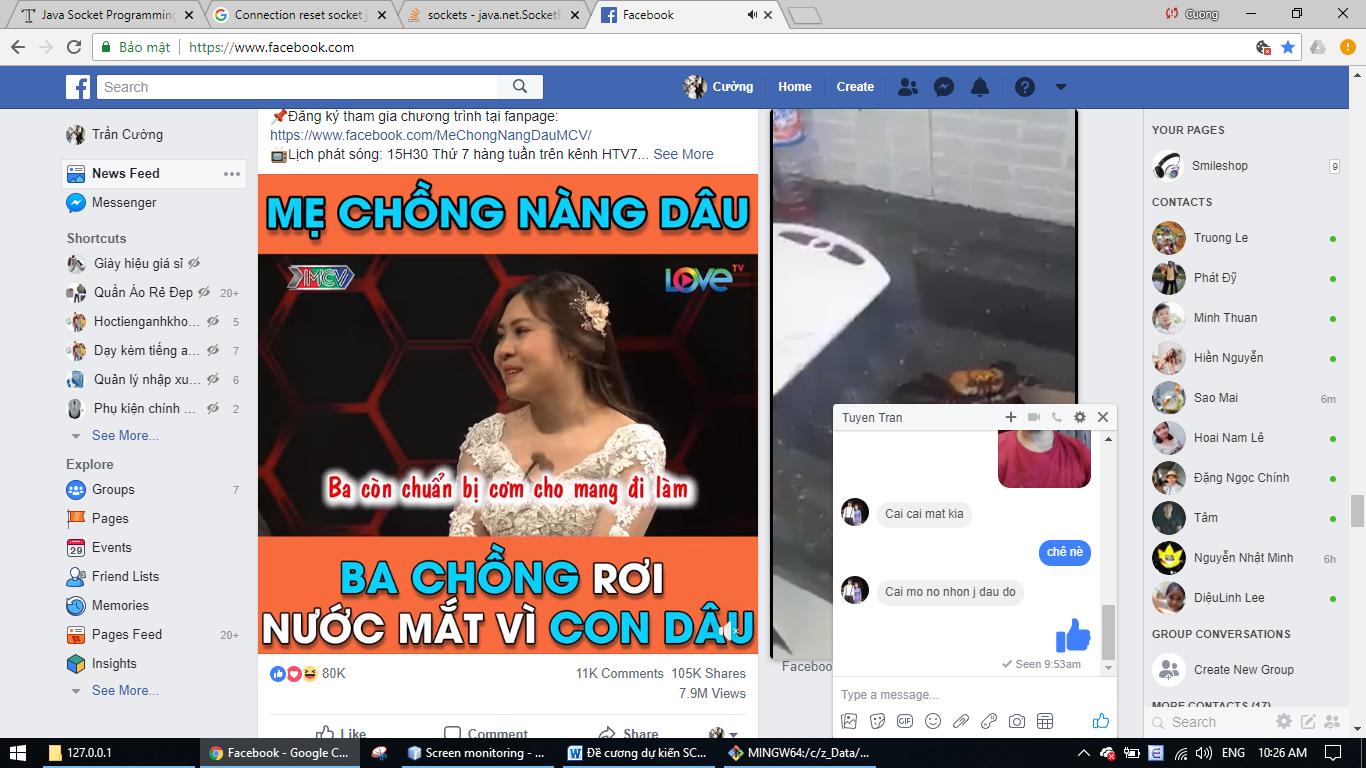 Java Socket Programming
Connection reset socket j
sockets - java.net.SocketE
Facebook
Cuong
Bảo mật
https://www.facebook.com
Search
Cường
Home
Create
Trần Cường
News Feed
Messenger
Shortcuts
Giày hiệu giá sỉ
Quần Áo Rẻ Đẹp 20+
Hoctienganhkho... 5
Dạy kèm tiếng a... 7
Quản lý nhập xu... 6
Phụ kiện chính ... 2
See More...
Explore
Groups 7
Pages
Events
29
Friend Lists
Memories
Pages Feed 20+
Insights
See More...
Đăng ký tham gia chương trình tại fanpage:
https://www.facebook.com/MeChongNangDauMCV/
Lịch phát sóng: 15H30 Thứ 7 hàng tuần trên kênh HTV7... See More
MẸ CHỒNG NÀNG DÂU
MCV
LOVE TV
Ba còn chuẩn bị cơm cho mang đi làm
BA CHỒNG RƠI
NƯỚC MẮT VÌ CON DÂU
80K
11K Comments 105K Shares
7.9M Views
Like
Comment
Share
Faceboo
Tuyen Tran
Cai cai mat kia
chê nè
Cai mo no nhon j dau do
Seen 9:53am
Type a message...
GIF
YOUR PAGES
Smileshop 9
CONTACTS
Truong Le
Phát Đỹ
Minh Thuan
Hiền Nguyễn
Sao Mai 6m
Hoai Nam Lê
Đặng Ngọc Chính
Tâm
Nguyễn Nhật Minh 6h
DiệuLinh Lee
GROUP CONVERSATIONS
Create New Group
MORE CONTACTS (17)
Search
127.0.0.1
Facebook - Google C...
Screen monitoring - ...
Đề cương dự kiến SC...
MINGW64:/c/z_Data/...
ENG
10:26 AM